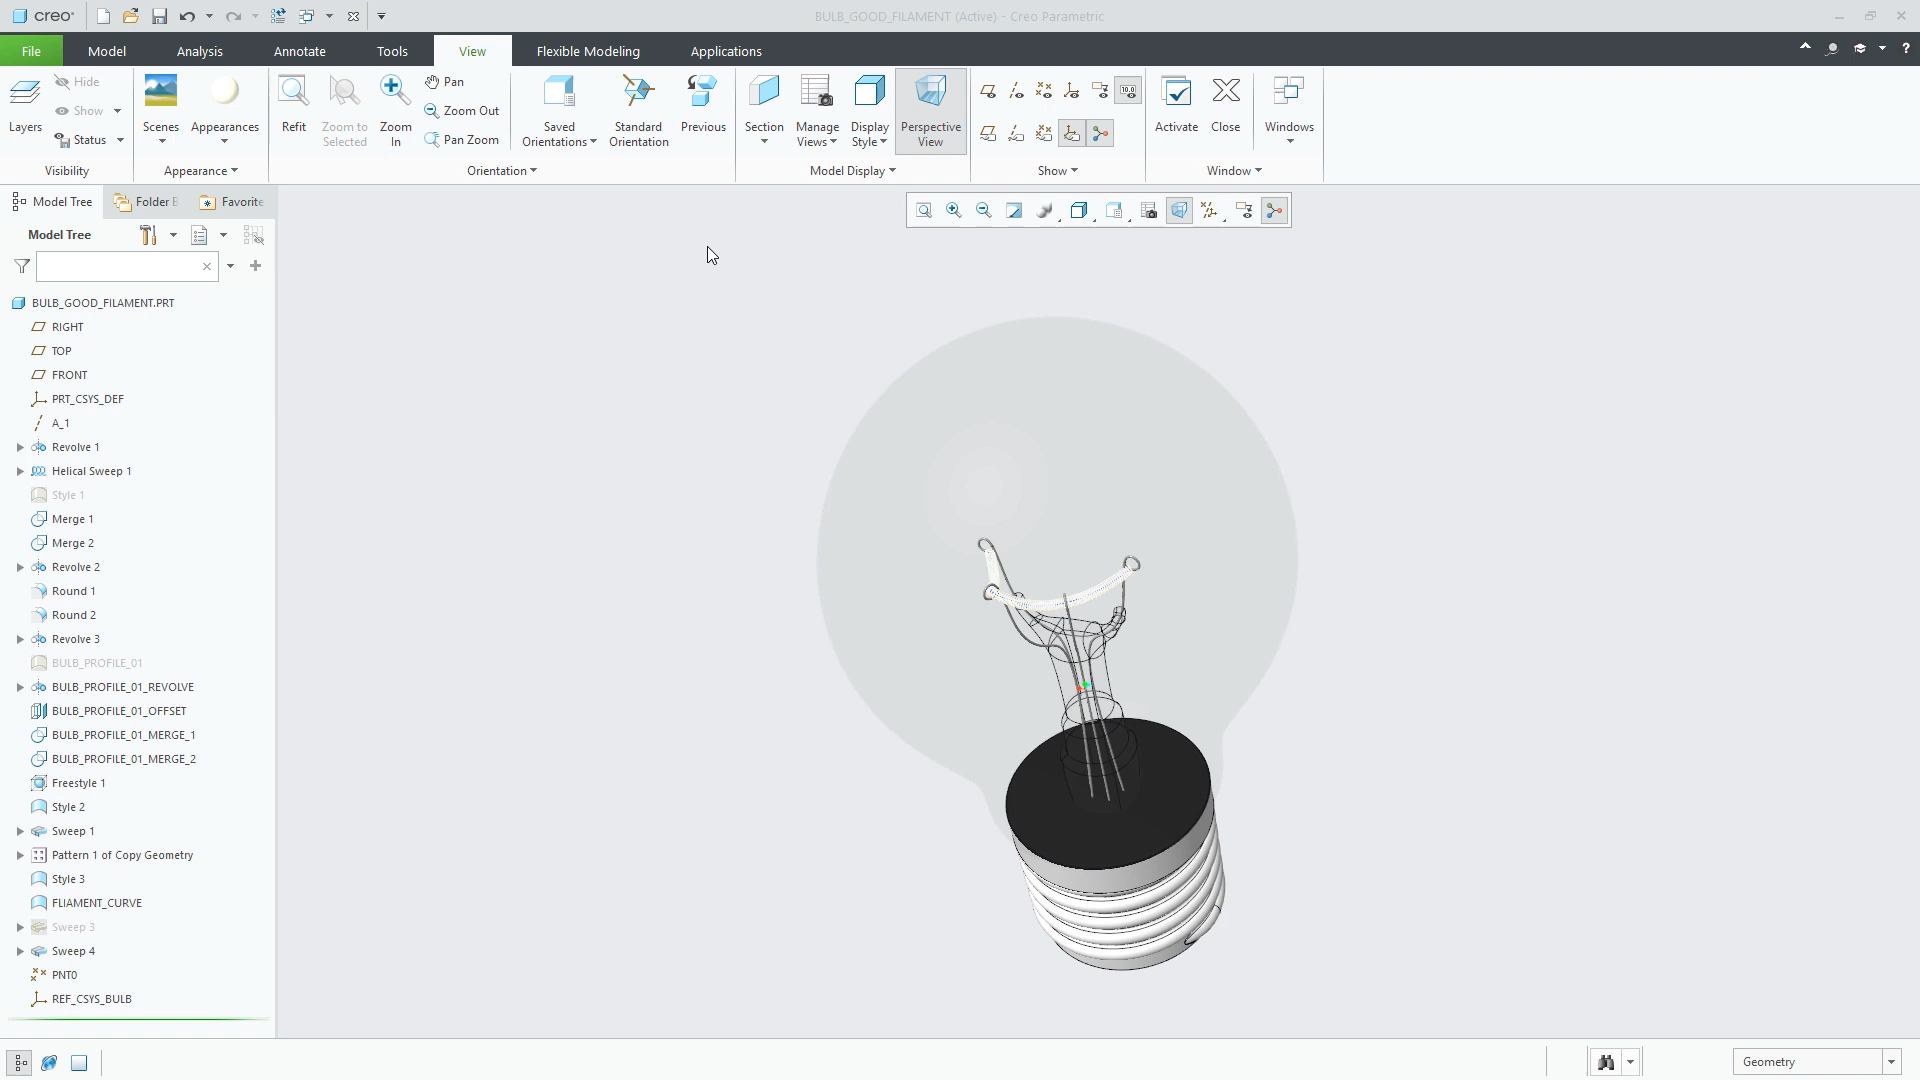 creo
BULB_GOOD_FILAMENT (Active) - Creo Parametric
File
Model
Analysis
Annotate
Tools
View
Flexible Modeling
Applications
?
Layers
Hide
Show
Status
Visibility
Scenes
Appearances
Appearance
Refit
Zoom to
Selected
Zoom
In
Pan
Zoom Out
Pan Zoom
Saved
Orientations
Standard
Orientation
Previous
Orientation
Section
Manage
Views
Display
Style
Perspective
View
Model Display
10.0
Show
Activate
Close
Windows
Window
Model Tree
Folder
Favorite
Model Tree
BULB_GOOD_FILAMENT.PRT
RIGHT
TOP
FRONT
PRT_CSYS_DEF
A_1
Revolve 1
Helical Sweep 1
Style 1
Merge 1
Merge 2
Revolve 2
Round 1
Round 2
Revolve 3
BULB_PROFILE_01
BULB_PROFILE_01_REVOLVE
BULB_PROFILE_01_OFFSET
BULB_PROFILE_01_MERGE_1
BULB_PROFILE_01_MERGE_2
Freestyle 1
Style 2
Sweep 1
Pattern 1 of Copy Geometry
Style 3
FLIAMENT_CURVE
Sweep 3
Sweep 4
PNT0
REF_CSYS_BULB
Geometry